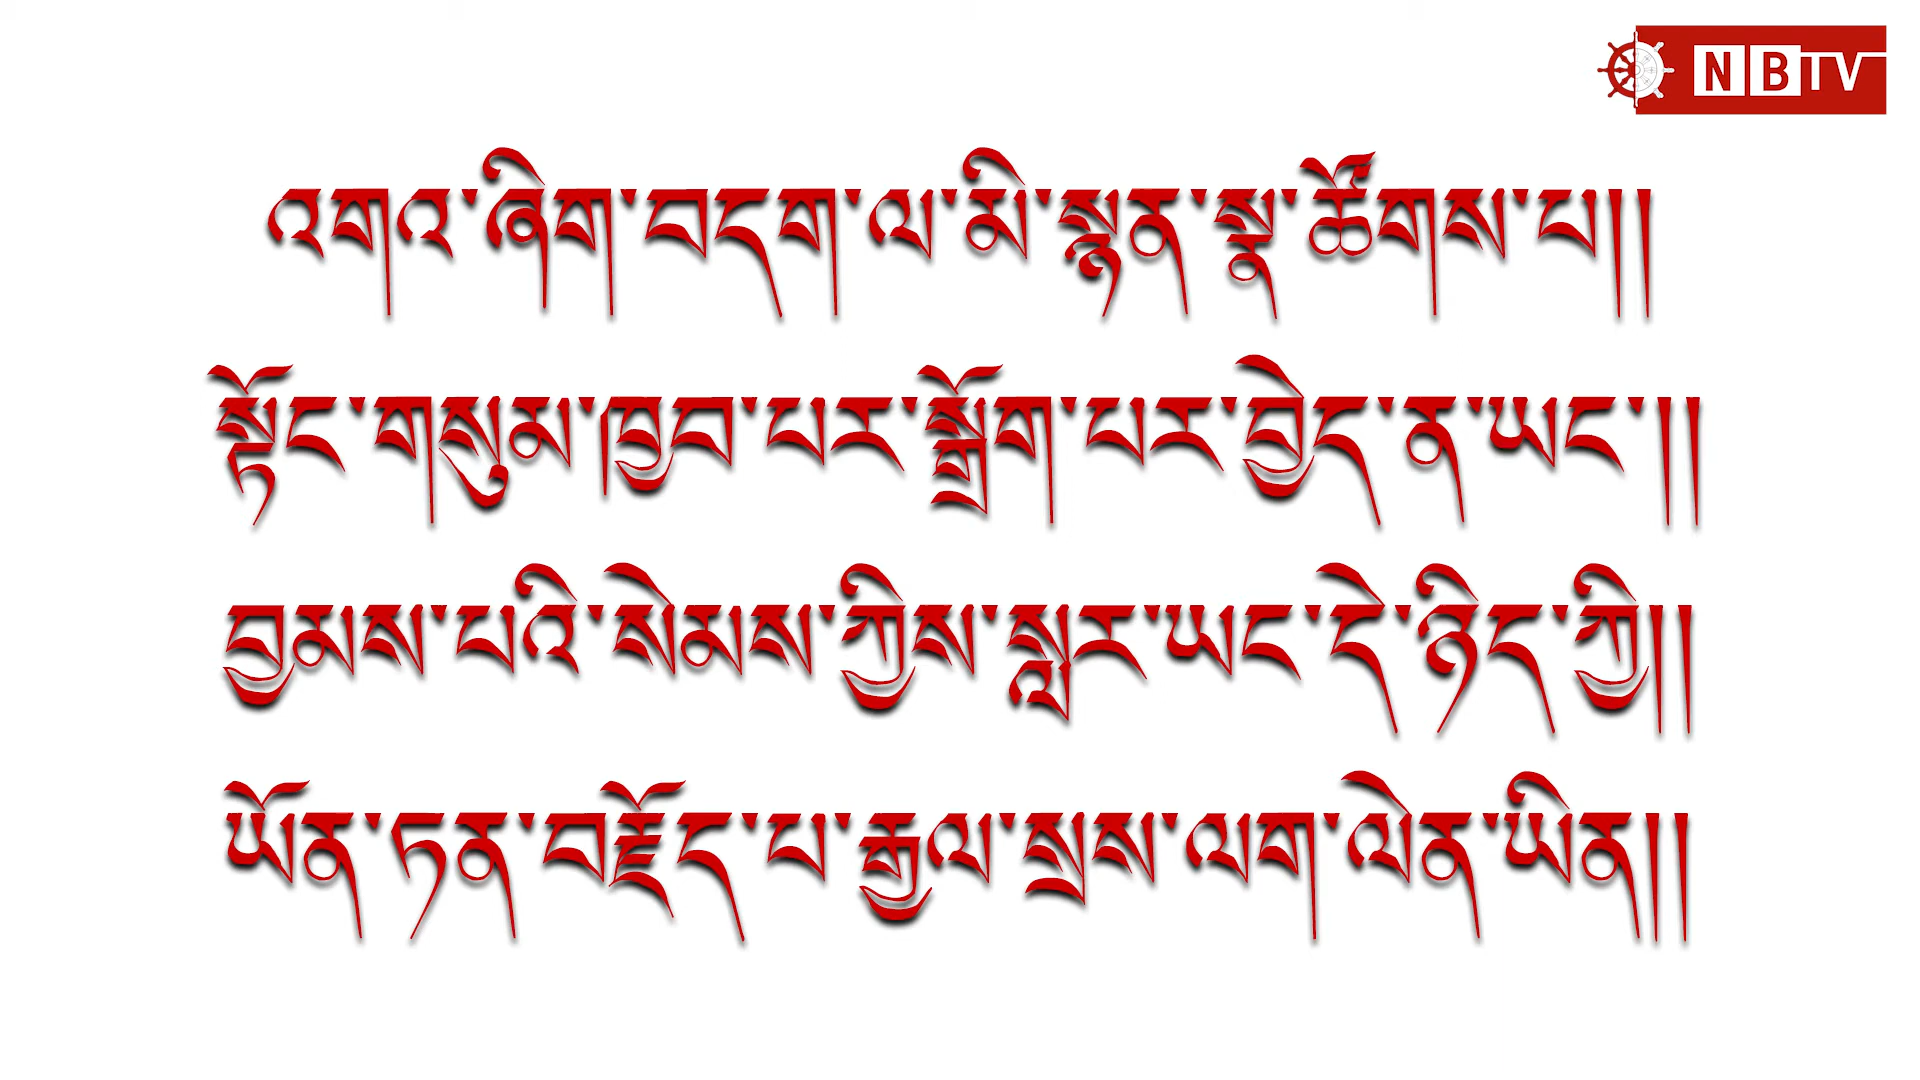 NBTV
འགའ་ཞིག་བདག་ལ་མི་སྙན་སྣ་ཚོགས་པ།།
སྟོང་གསུམ་ཁྱབ་པར་སྒྲོག་པར་བྱེད་ན་ཡང་།།
བྱམས་པའི་སེམས་ཀྱིས་སླར་ཡང་དེ་ཉིད་ཀྱི།།
ཡོན་ཏན་བརྗོད་པ་རྒྱལ་སྲས་ལག་ལེན་ཡིན།།